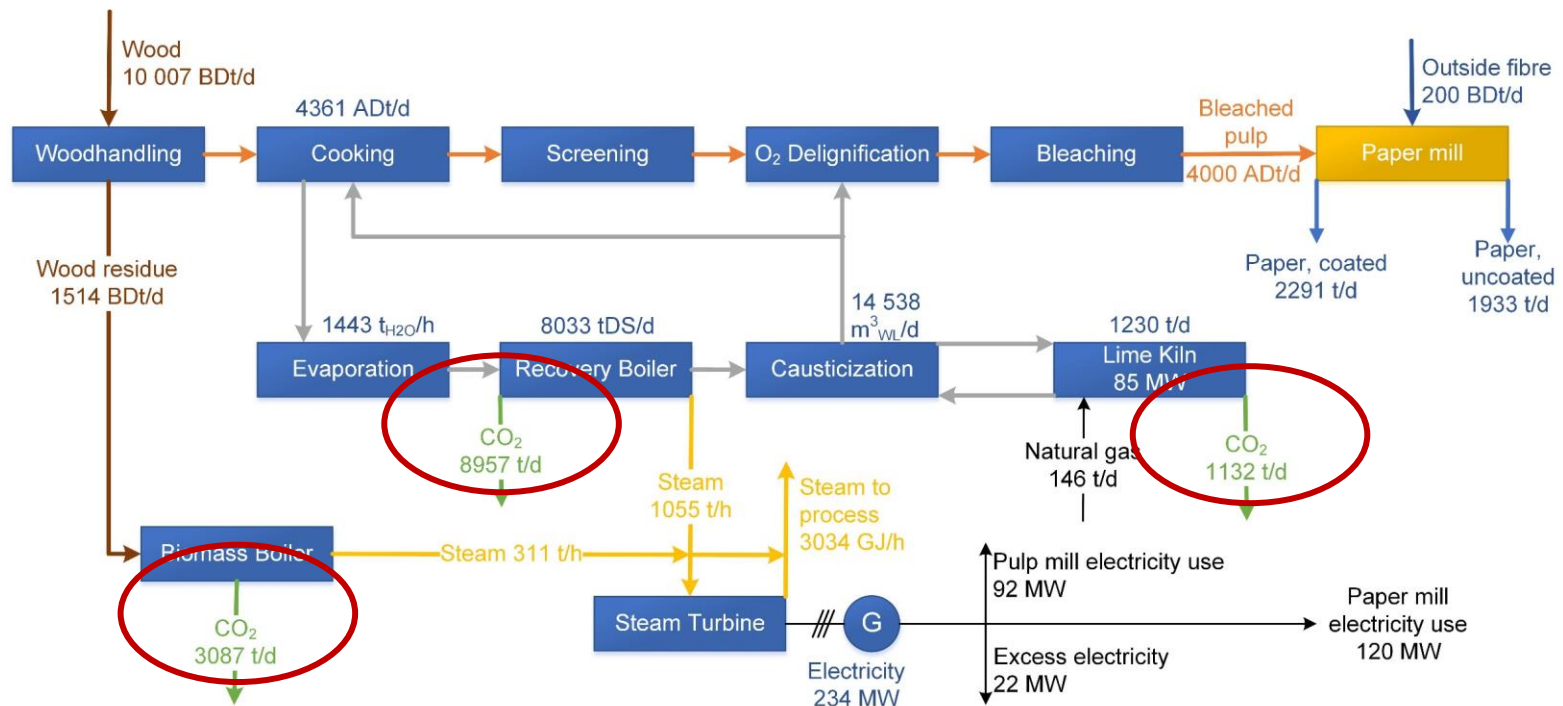 Wood
10 007 BDt/d
Outside fibre
200 BDt/d
4361 ADt/d
Woodhandling
Cooking
Screening
O₂ Delignification
Bleaching
Bleached
pulp
4000 ADt/d
Paper mill
Wood residue
1514 BDt/d
Paper, coated
2291 t/d
Paper,
uncoated
1933 t/d
1443 tH2O/h
8033 tDS/d
14 538
m³WL/d
1230 t/d
Evaporation
Recovery Boiler
Causticization
Lime Kiln
85 MW
CO₂
8957 t/d
Natural gas
146 t/d
CO₂
1132 t/d
Steam
1055 t/h
Steam to
process
3034 GJ/h
Biomass Boiler
Steam 311 t/h
CO₂
3087 t/d
Steam Turbine
G
Electricity
234 MW
Pulp mill electricity use
92 MW
Excess electricity
22 MW
Paper mill
electricity use
120 MW